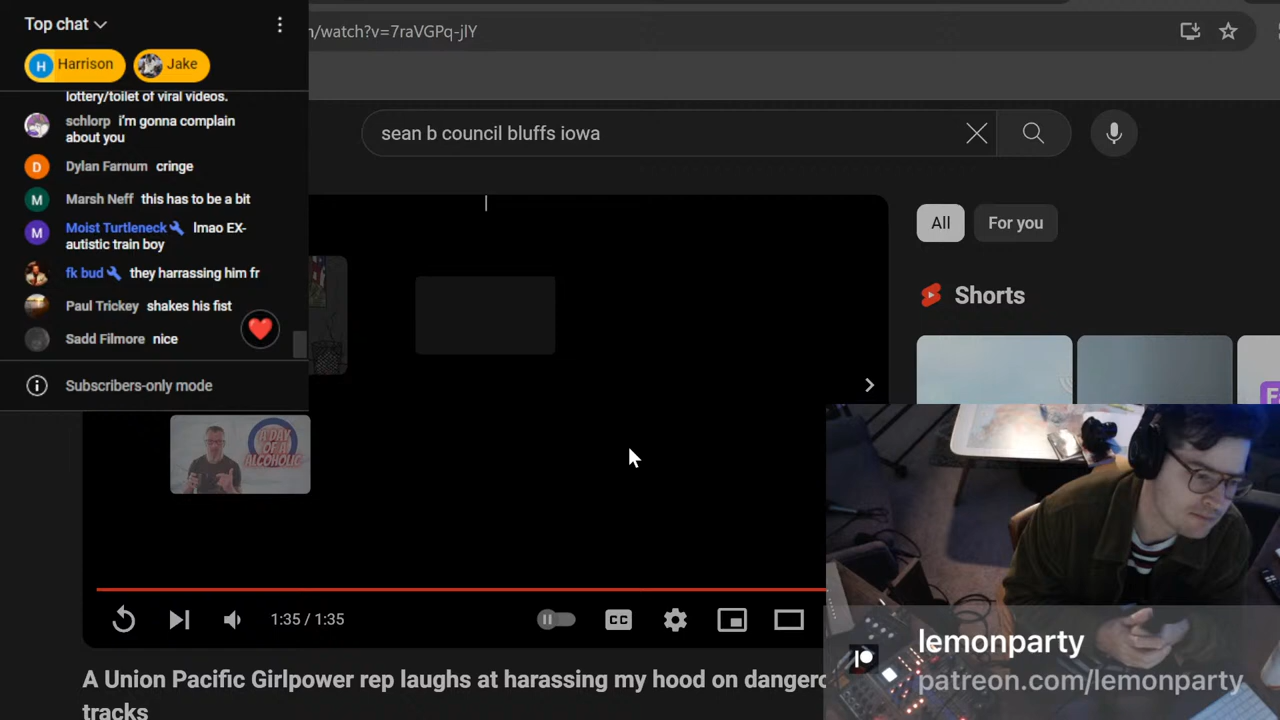 Top chat
n/watch?v=7raVGPq-jlY
H Harrison
Jake
lottery/toilet of viral videos.
schlorp i'm gonna complain
about you
sean b council bluffs iowa
D Dylan Farnum cringe
M Marsh Neff this has to be a bit
M Moist Turtleneck lmao EX-
autistic train boy
All
For you
fk bud they harrassing him fr
Paul Trickey shakes his fist
Shorts
Sadd Filmore nice
Subscribers-only mode
A DAY
OF A
ALCOHOLIC
1:35 / 1:35
CC
lemonparty
A Union Pacific Girlpower rep laughs at harassing my hood on dangero
patreon.com/lemonparty
tracks